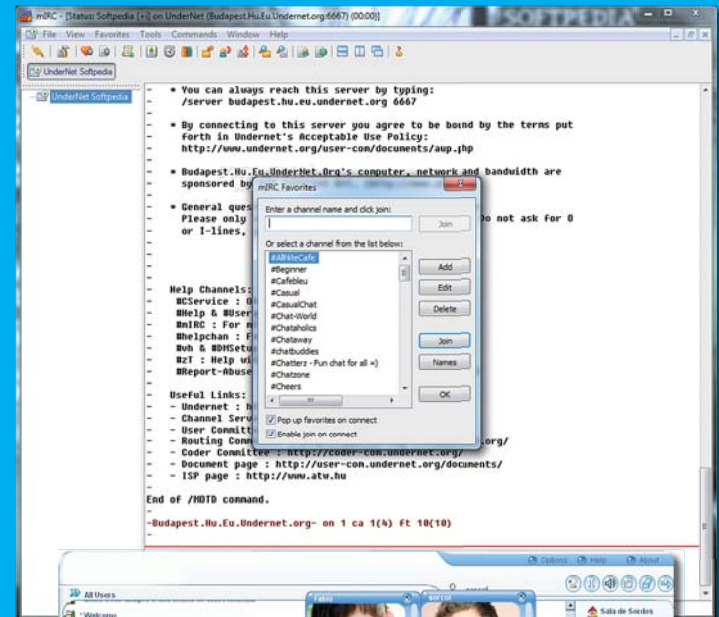 mIRC - [Status: Softpedia [+i] on UnderNet (Budapest.Hu.Eu.Undernet.org:6667) (00:00)]
SOFTPEDIA
File View Favorites Tools Commands Window Help
UnderNet Softpedia
UnderNet Softpedia
- * You can always reach this server by typing:
- /server budapest.hu.eu.undernet.org 6667
-
- * By connecting to this server you agree to be bound by the terms put
- forth in Undernet's Acceptable Use Policy:
- http://www.undernet.org/user-com/documents/aup.php
-
- * Budapest.Hu.Eu.UnderNet.Org's computer, network and bandwidth are
- sponsored by
-
- * General ques
- Please only Do not ask for O
- or I-lines,
mIRC Favorites
Enter a channel name and click join:
Join
Or select a channel from the list below:
#AllNiteCafe
#Beginner
#Cafebleu
#Casual
#CasualChat
#Chat-World
#Chataholics
#Chataway
#chatbuddies
#Chatterz - Fun chat for all =)
#Chatzone
#Cheers
Add
Edit
Delete
Join
Names
OK
Pop up favorites on connect
Enable join on connect
- Help Channels:
- #CService : O
- #Help & #User
- #mIRC : For m
- #helpchan : F
- #vh & #DMSetu
- #zT : Help wi
- #Report-Abuse
-
- Useful Links:
- - Undernet : h
- - Channel Serv
- - User Committ
- - Routing Comm .org/
- - Coder Committee : http://coder-com.undernet.org/
- - Document page : http://user-com.undernet.org/documents/
- - ISP page : http://www.atw.hu
-
End of /MOTD command.
-
-Budapest.Hu.Eu.Undernet.org- on 1 ca 1(4) ft 10(10)
-
Options Help About
All Users
Welcome
Fabio
sorcol
Sala de Sordos